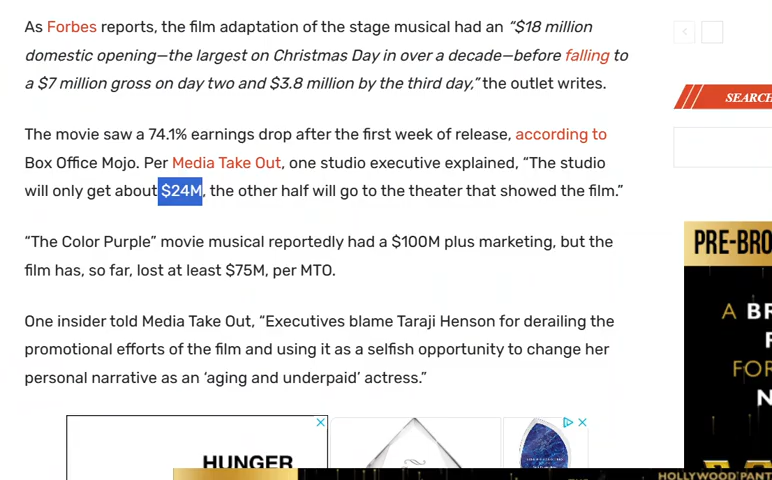 As Forbes reports, the film adaptation of the stage musical had an “$18 million
domestic opening—the largest on Christmas Day in over a decade—before falling to
a $7 million gross on day two and $3.8 million by the third day,” the outlet writes.
SEARCH
The movie saw a 74.1% earnings drop after the first week of release, according to
Box Office Mojo. Per Media Take Out, one studio executive explained, “The studio
will only get about $24M, the other half will go to the theater that showed the film.”
“The Color Purple” movie musical reportedly had a $100M plus marketing, but the
film has, so far, lost at least $75M, per MTO.
One insider told Media Take Out, “Executives blame Taraji Henson for derailing the
promotional efforts of the film and using it as a selfish opportunity to change her
personal narrative as an ‘aging and underpaid’ actress.”
PRE-BRO
A BR
F
FOR
N
HUNGER
HOLLYWOOD PANT